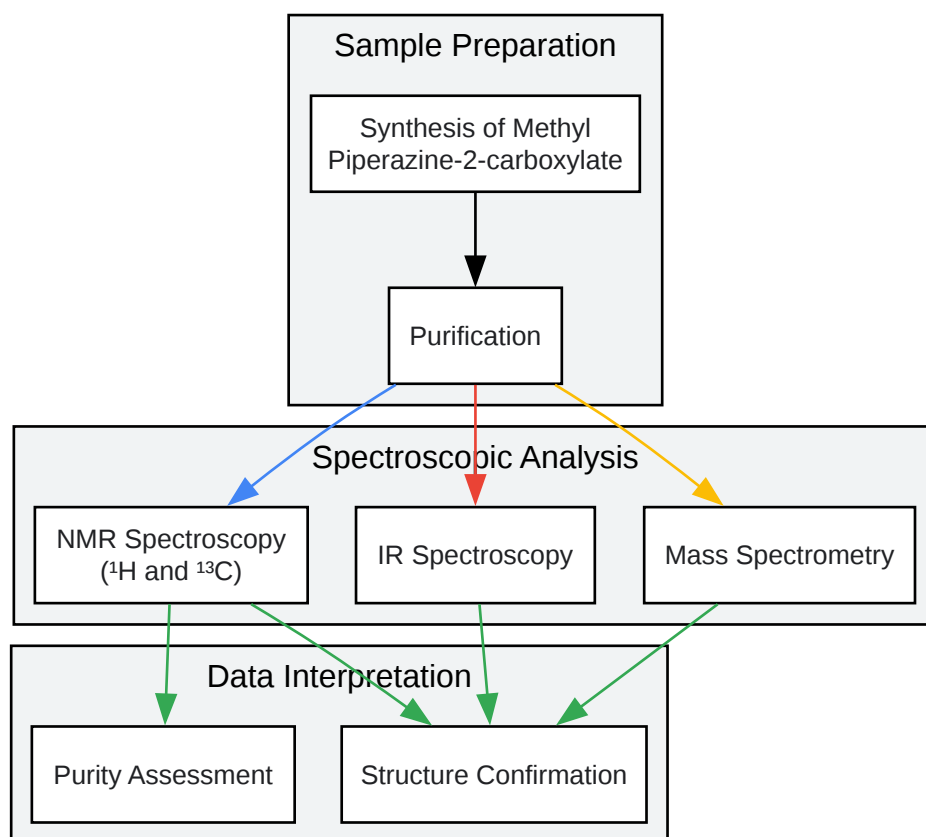 Sample Preparation
Synthesis of Methyl
Piperazine-2-carboxylate
Purification
Spectroscopic Analysis
NMR Spectroscopy
(¹H and ¹³C)
IR Spectroscopy
Mass Spectrometry
Data Interpretation
Purity Assessment
Structure Confirmation